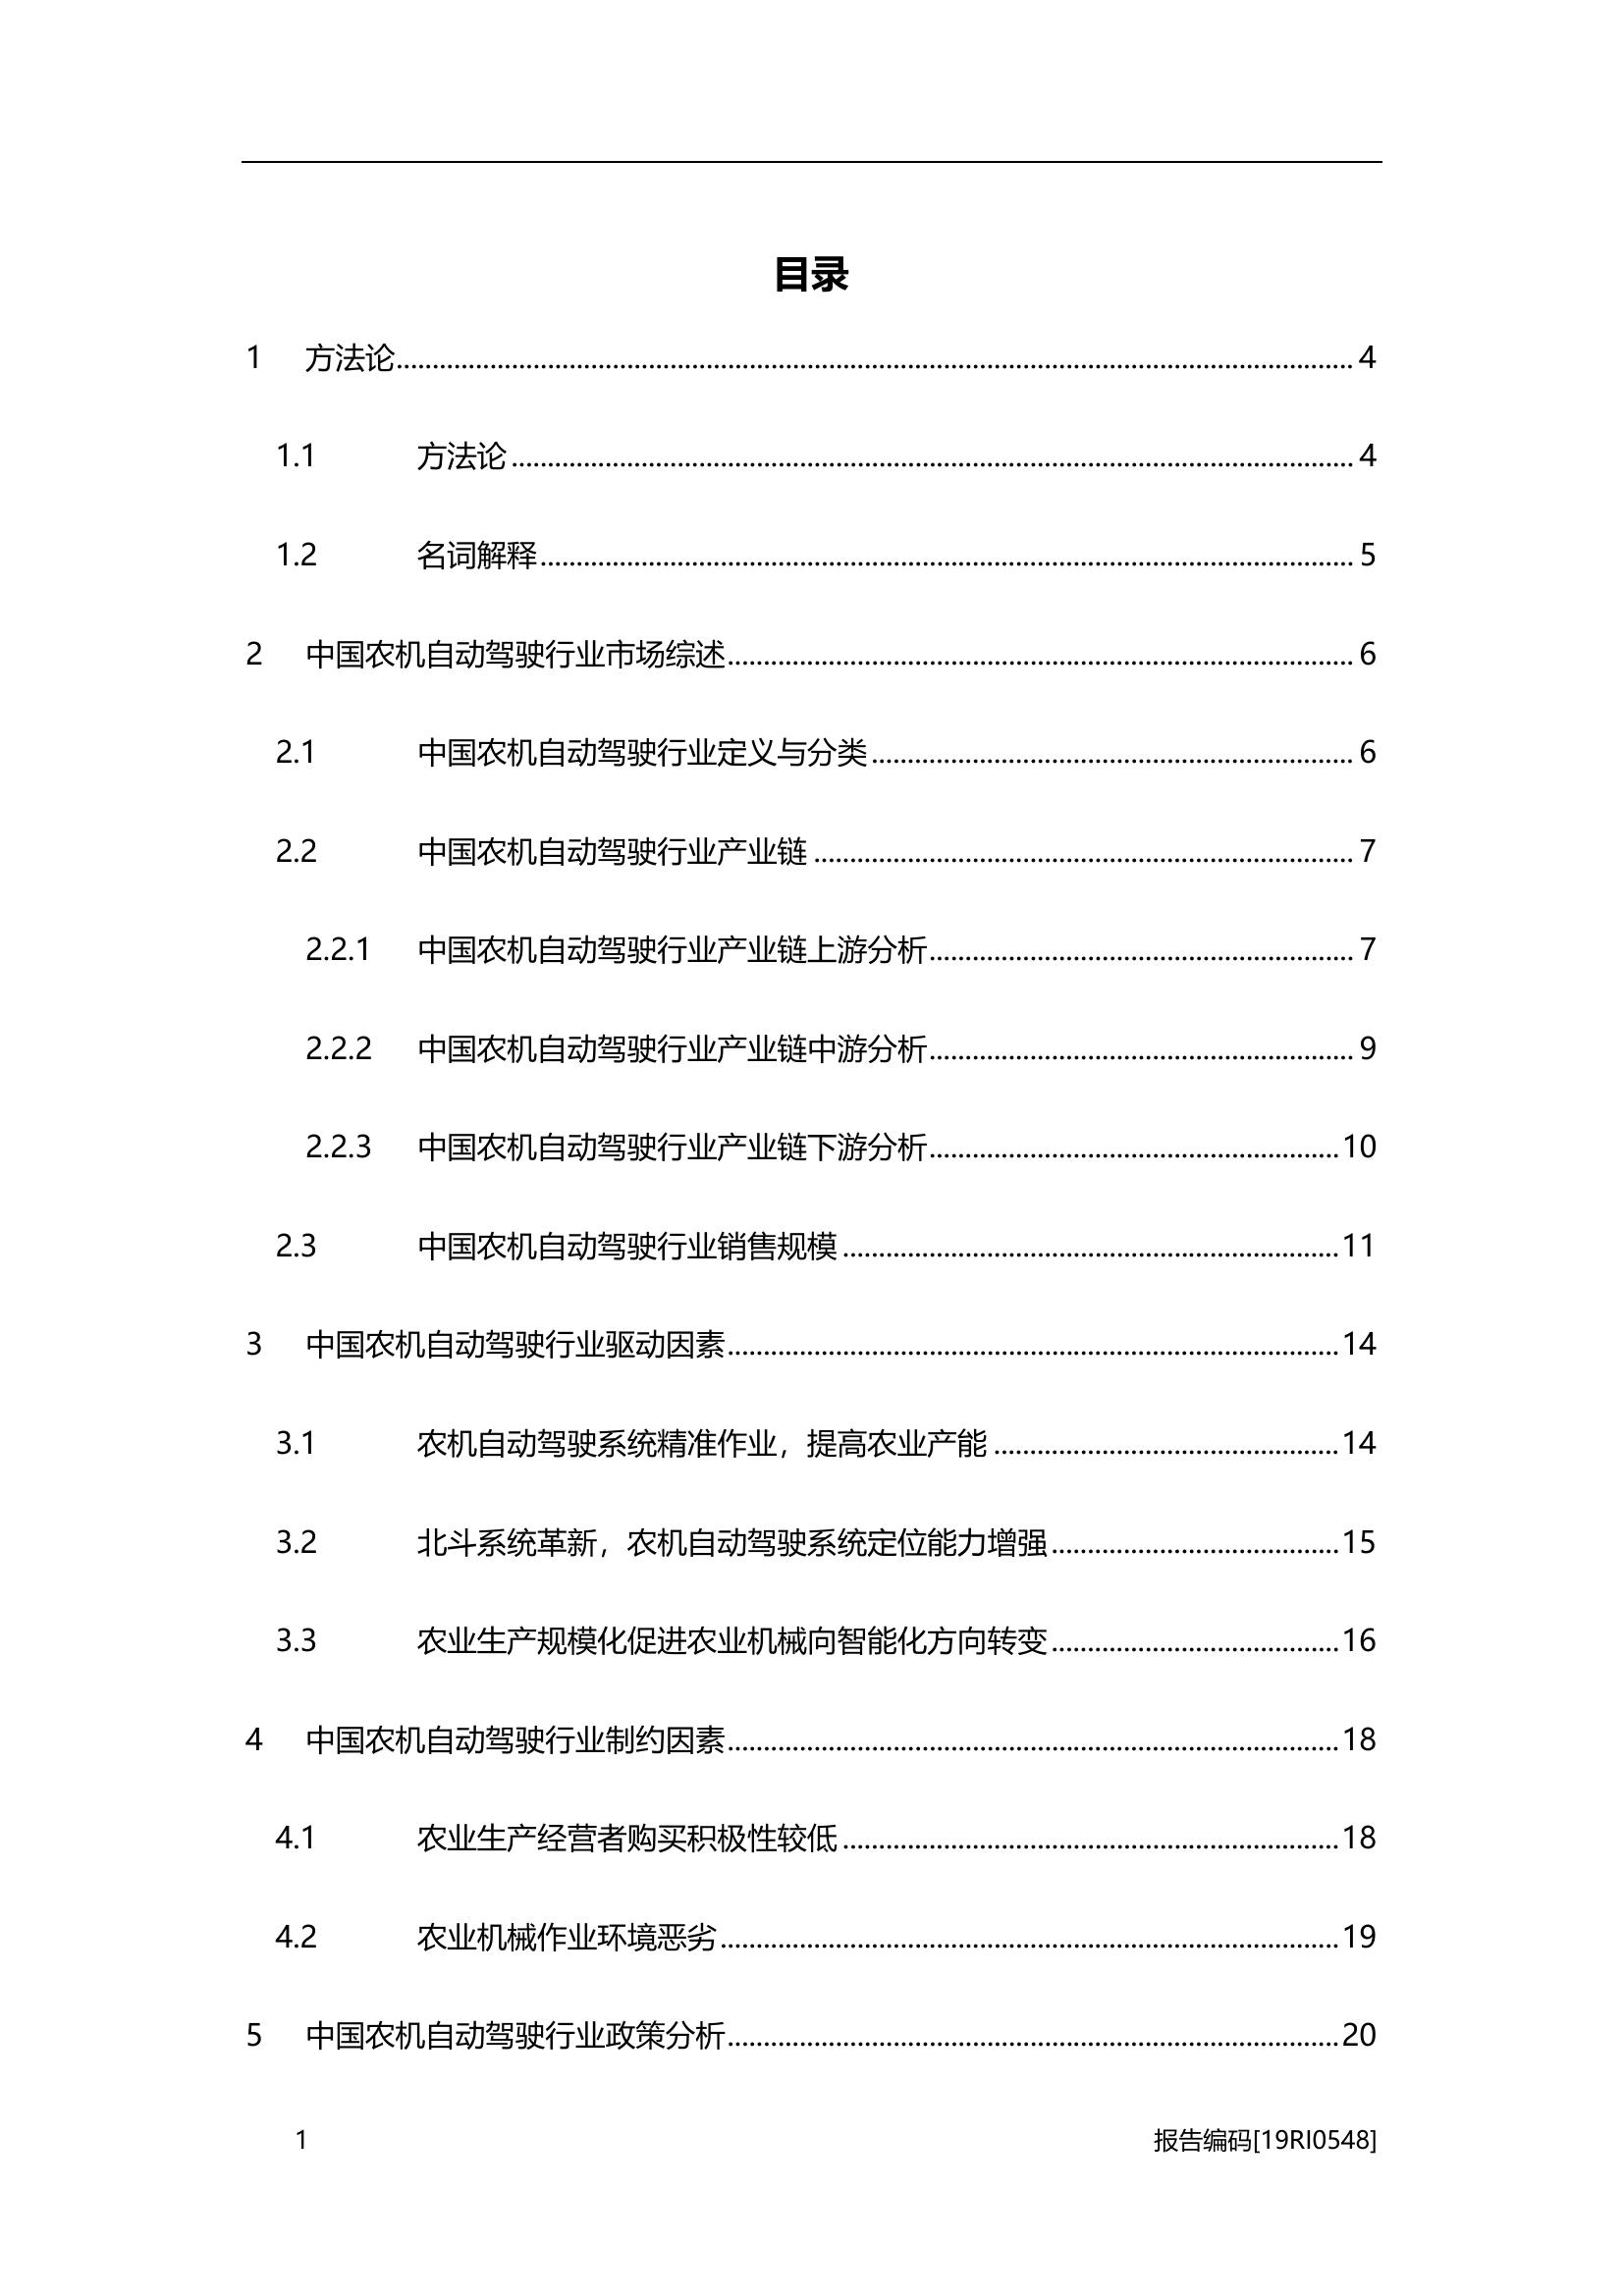 目录
1 方法论 4
1.1 方法论 4
1.2 名词解释 5
2 中国农机自动驾驶行业市场综述 6
2.1 中国农机自动驾驶行业定义与分类 6
2.2 中国农机自动驾驶行业产业链 7
2.2.1 中国农机自动驾驶行业产业链上游分析 7
2.2.2 中国农机自动驾驶行业产业链中游分析 9
2.2.3 中国农机自动驾驶行业产业链下游分析 10
2.3 中国农机自动驾驶行业销售规模 11
3 中国农机自动驾驶行业驱动因素 14
3.1 农机自动驾驶系统精准作业，提高农业产能 14
3.2 北斗系统革新，农机自动驾驶系统定位能力增强 15
3.3 农业生产规模化促进农业机械向智能化方向转变 16
4 中国农机自动驾驶行业制约因素 18
4.1 农业生产经营者购买积极性较低 18
4.2 农业机械作业环境恶劣 19
5 中国农机自动驾驶行业政策分析 20
1 报告编码[19RI0548]